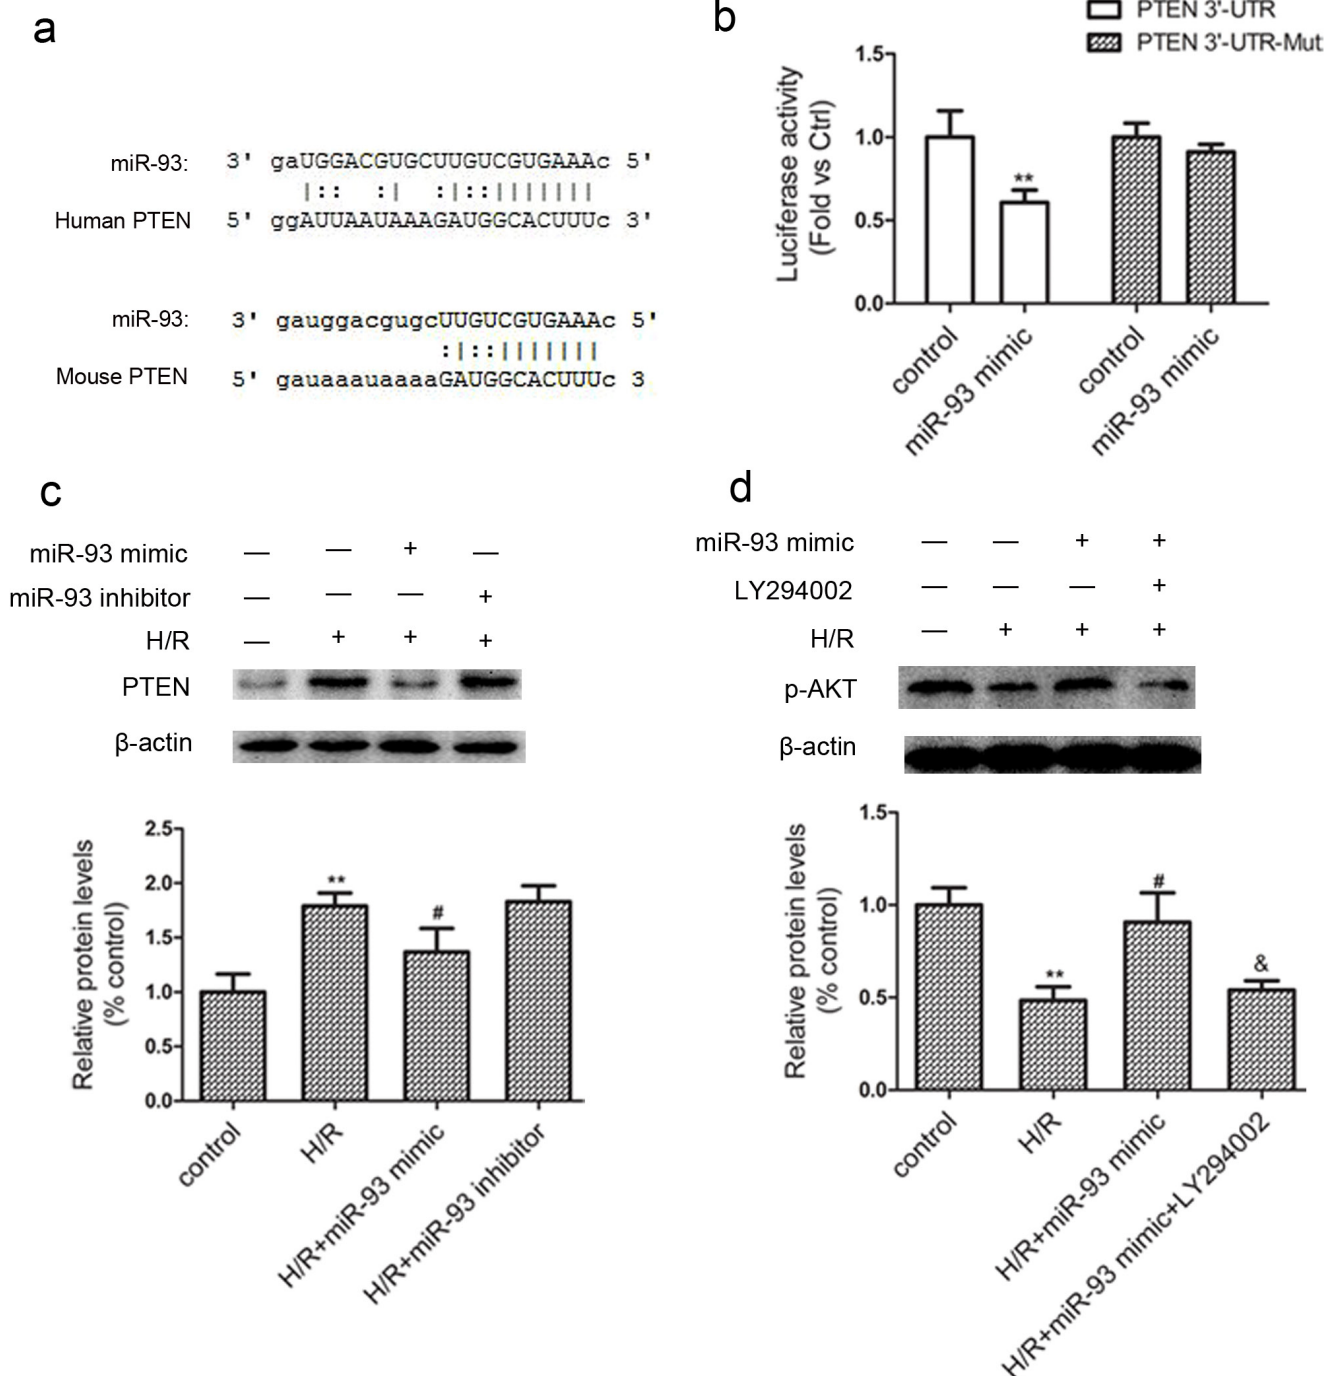 a
miR-93: 3' gaUGGACGUGCUUGUCGUGAAAc 5'
|:: :| :|::|||||||
Human PTEN 5' ggAUUAAUAAAGAUGGCACUUUc 3'
miR-93: 3' gauggacgugcUUGUCGUGAAAc 5'
:|::|||||||
Mouse PTEN 5' gauaaauaaaaGAUGGCACUUUc 3
b
PTEN 3'-UTR
PTEN 3'-UTR-Mut
Luciferase activity
(Fold vs Ctrl)
1.5
1.0
0.5
0.0
**
control
miR-93 mimic
control
miR-93 mimic
c
miR-93 mimic — — + —
miR-93 inhibitor — — — +
H/R — + + +
PTEN
β-actin
Relative protein levels
(% control)
2.5
2.0
1.5
1.0
0.5
0.0
**
#
control
H/R
H/R+miR-93 mimic
H/R+miR-93 inhibitor
d
miR-93 mimic — — + +
LY294002 — — — +
H/R — + + +
p-AKT
β-actin
Relative protein levels
(% control)
1.5
1.0
0.5
0.0
**
#
&
control
H/R
H/R+miR-93 mimic
H/R+miR-93 mimic+LY294002